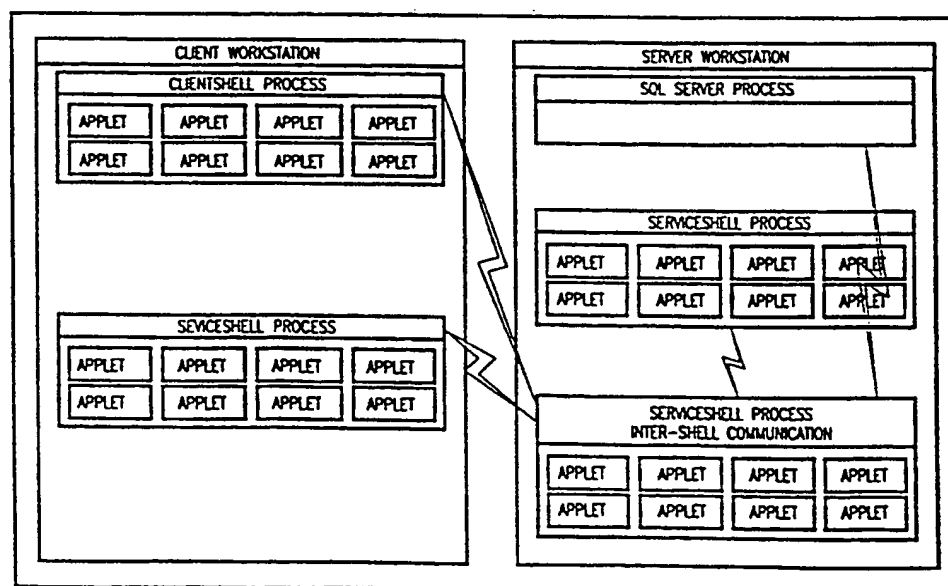 CLIENT WORKSTATION
CLIENTSHELL PROCESS
APPLET APPLET APPLET APPLET
APPLET APPLET APPLET APPLET
SEVICESHELL PROCESS
APPLET APPLET APPLET APPLET
APPLET APPLET APPLET APPLET
SERVER WORKSTATION
SQL SERVER PROCESS
SERVICESHELL PROCESS
APPLET APPLET APPLET APPLET
APPLET APPLET APPLET APPLET
SERVICESHELL PROCESS
INTER-SHELL COMMUNICATION
APPLET APPLET APPLET APPLET
APPLET APPLET APPLET APPLET